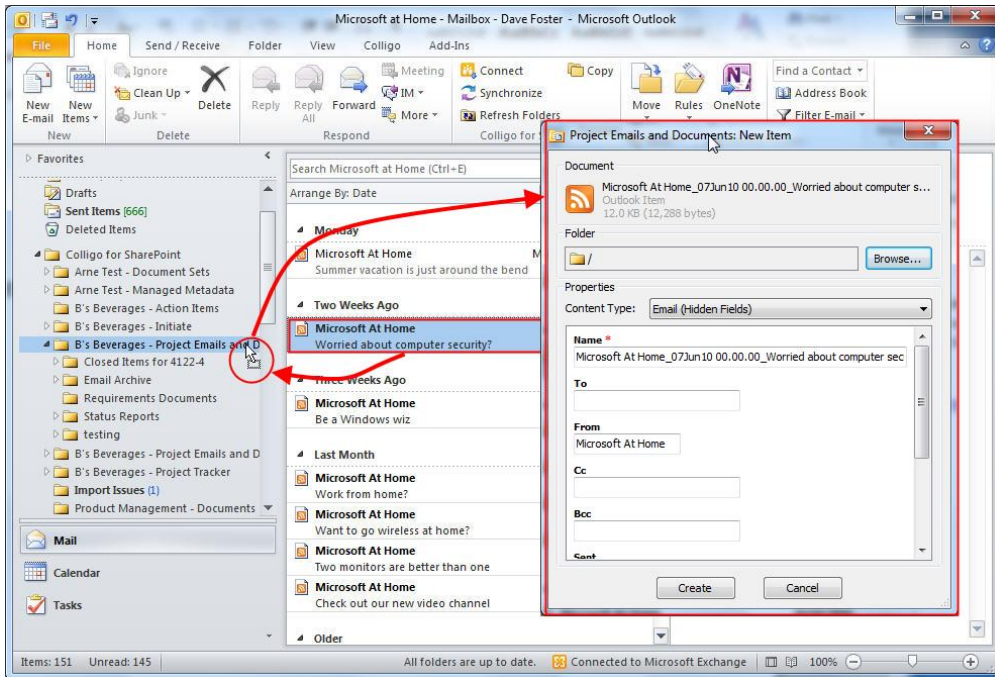 Microsoft at Home - Mailbox - Dave Foster - Microsoft Outlook
File Home Send / Receive Folder View Colligo Add-Ins
New E-mail
New Items
New
Ignore
Clean Up
Junk
Delete
Delete
Reply
Reply All
Forward
Meeting
IM
More
Respond
Connect
Synchronize
Refresh Folders
Copy
Colligo for
Move
Rules
OneNote
Find a Contact
Address Book
Filter E-mail
Favorites
Drafts
Sent Items [666]
Deleted Items
Colligo for SharePoint
Arne Test - Document Sets
Arne Test - Managed Metadata
B's Beverages - Action Items
B's Beverages - Initiate
B's Beverages - Project Emails and D
Closed Items for 4122-4
Email Archive
Requirements Documents
Status Reports
testing
B's Beverages - Project Emails and D
B's Beverages - Project Tracker
Import Issues (1)
Product Management - Documents
Mail
Calendar
Tasks
Search Microsoft at Home (Ctrl+E)
Arrange By: Date
Monday
Microsoft At Home M
Summer vacation is just around the bend
Two Weeks Ago
Microsoft At Home
Worried about computer security?
Three Weeks Ago
Microsoft At Home
Be a Windows wiz
Last Month
Microsoft At Home
Work from home?
Microsoft At Home
Want to go wireless at home?
Microsoft At Home
Two monitors are better than one
Microsoft At Home
Check out our new video channel
Older
Project Emails and Documents: New Item
Document
Microsoft At Home_07Jun10 00.00.00_Worried about computer s...
Outlook Item
12.0 KB (12,288 bytes)
Folder
/
Browse...
Properties
Content Type: Email (Hidden Fields)
Name *
Microsoft At Home_07Jun10 00.00.00_Worried about computer sec
To
From
Microsoft At Home
Cc
Bcc
Sent
Create Cancel
Items: 151 Unread: 145 All folders are up to date. Connected to Microsoft Exchange 100%